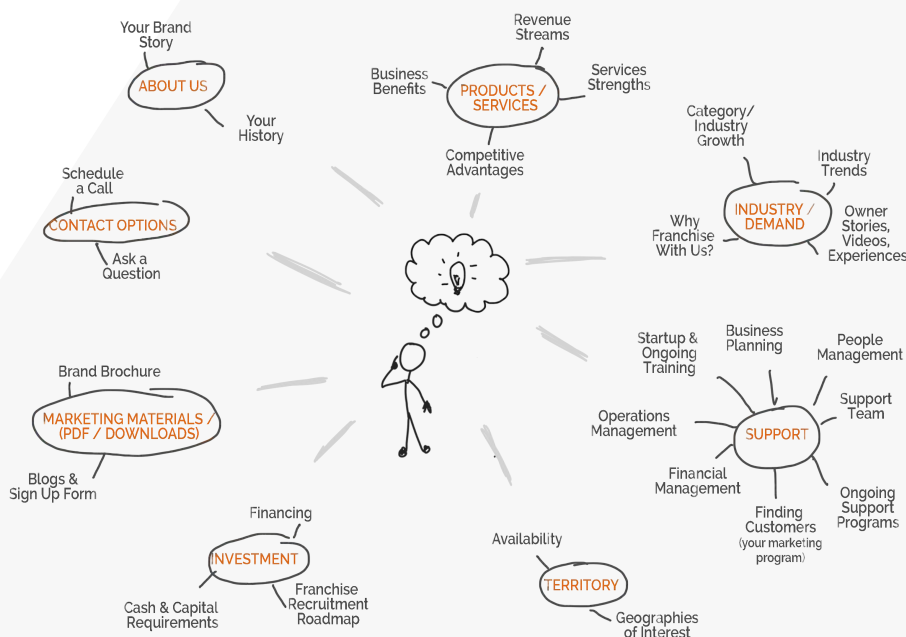 Your Brand
Story
ABOUT US
Your
History
Revenue
Streams
Business
Benefits
PRODUCTS /
SERVICES
Services
Strengths
Competitive
Advantages
Category/
Industry
Growth
Industry
Trends
INDUSTRY /
DEMAND
Why
Franchise
With Us?
Owner
Stories,
Videos,
Experiences
Schedule
a Call
CONTACT OPTIONS
Ask a
Question
Startup &
Ongoing
Training
Business
Planning
People
Management
Support
Team
Operations
Management
SUPPORT
Financial
Management
Finding
Customers
(your marketing
program)
Ongoing
Support
Programs
Brand Brochure
MARKETING MATERIALS /
(PDF / DOWNLOADS)
Blogs &
Sign Up Form
Financing
INVESTMENT
Cash & Capital
Requirements
Franchise
Recruitment
Roadmap
Availability
TERRITORY
Geographies
of Interest